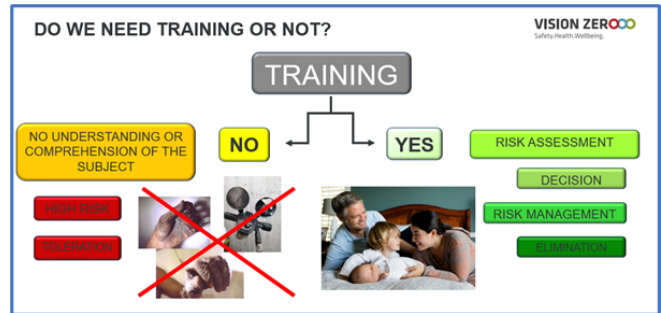 DO WE NEED TRAINING OR NOT?
VISION ZEROOO
Safety.Health.Wellbeing.
TRAINING
NO UNDERSTANDING OR
COMPREHENSION OF THE
SUBJECT
NO
YES
RISK ASSESSMENT
DECISION
HIGH RISK
RISK MANAGEMENT
TOLERATION
ELIMINATION